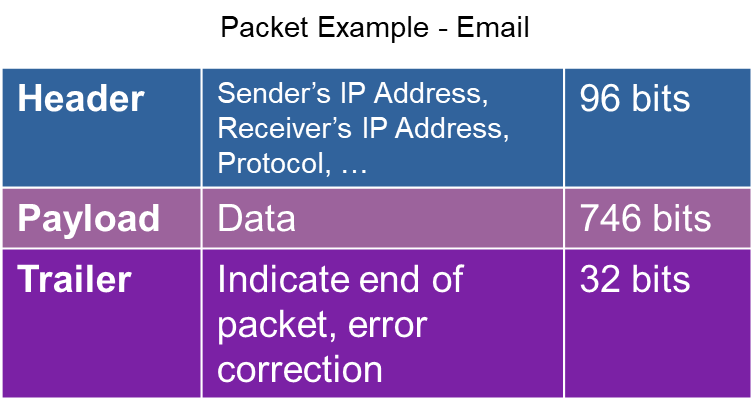 Packet Example - Email
Header
Sender’s IP Address,
Receiver’s IP Address,
Protocol, …
96 bits
Payload
Data
746 bits
Trailer
Indicate end of
packet, error
correction
32 bits